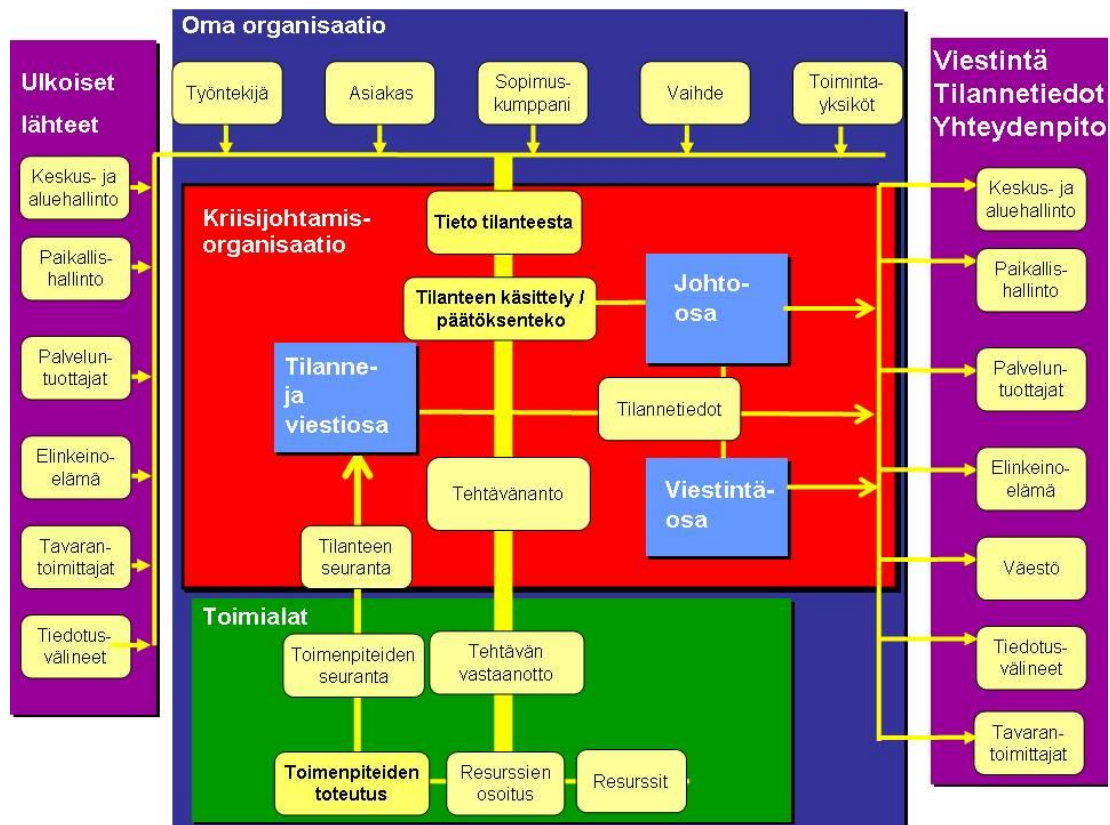 Oma organisaatio
Ulkoiset
lähteet
Viestintä
Tilannetiedot
Yhteydenpito
Työntekijä
Asiakas
Sopimus-
kumppani
Vaihde
Toiminta-
yksiköt
Keskus- ja
aluehallinto
Paikallis-
hallinto
Palvelun-
tuottajat
Elinkeino-
elämä
Tavaran-
toimittajat
Tiedotus-
välineet
Kriisijohtamis-
organisaatio
Tieto tilanteesta
Tilanteen käsittely /
päätöksenteko
Johto-
osa
Tilanne-
ja
viestiosa
Tilannetiedot
Tehtävänanto
Viestintä-
osa
Tilanteen
seuranta
Toimialat
Toimenpiteiden
seuranta
Tehtävän
vastaanotto
Toimenpiteiden
toteutus
Resurssien
osoitus
Resurssit
Keskus- ja
aluehallinto
Paikallis-
hallinto
Palvelun-
tuottajat
Elinkeino-
elämä
Väestö
Tiedotus-
välineet
Tavaran-
toimittajat